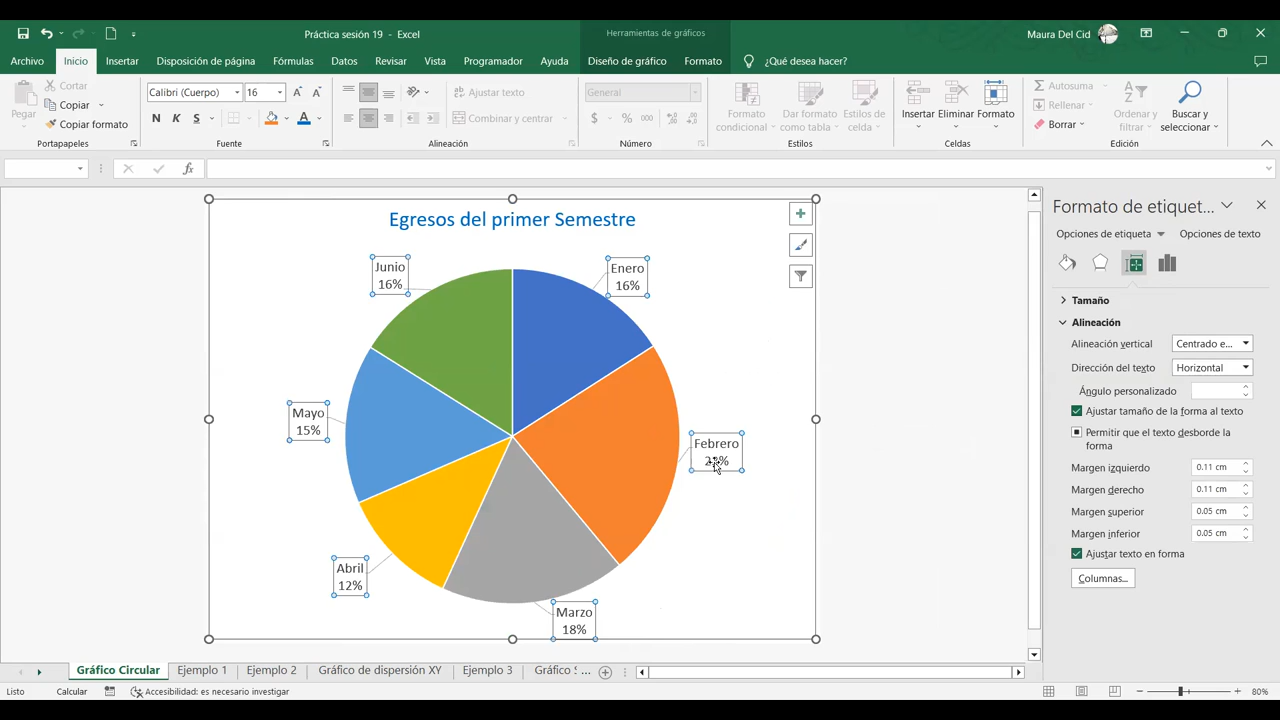 Práctica sesión 19 - Excel
Herramientas de gráficos
Maura Del Cid
Archivo Inicio Insertar Disposición de página Fórmulas Datos Revisar Vista Programador Ayuda Diseño de gráfico Formato ¿Qué desea hacer?
Pegar
Cortar
Copiar
Copiar formato
Portapapeles
Calibri (Cuerpo) 16
N K S
Fuente
Ajustar texto
Combinar y centrar
Alineación
General
$ % 000
Número
Formato condicional
Dar formato como tabla
Estilos de celda
Estilos
Insertar Eliminar Formato
Celdas
Autosuma
Rellenar
Borrar
Ordenar y filtrar
Buscar y seleccionar
Edición
fx
Egresos del primer Semestre
Junio
16%
Enero
16%
Mayo
15%
Febrero
Abril
12%
Marzo
18%
Formato de etiquet...
Opciones de etiqueta Opciones de texto
Tamaño
Alineación
Alineación vertical Centrado e...
Dirección del texto Horizontal
Ángulo personalizado
Ajustar tamaño de la forma al texto
Permitir que el texto desborde la
forma
Margen izquierdo 0.11 cm
Margen derecho 0.11 cm
Margen superior 0.05 cm
Margen inferior 0.05 cm
Ajustar texto en forma
Columnas...
Gráfico Circular Ejemplo 1 Ejemplo 2 Gráfico de dispersión XY Ejemplo 3 Gráfico S ...
Listo Calcular Accesibilidad: es necesario investigar 80%